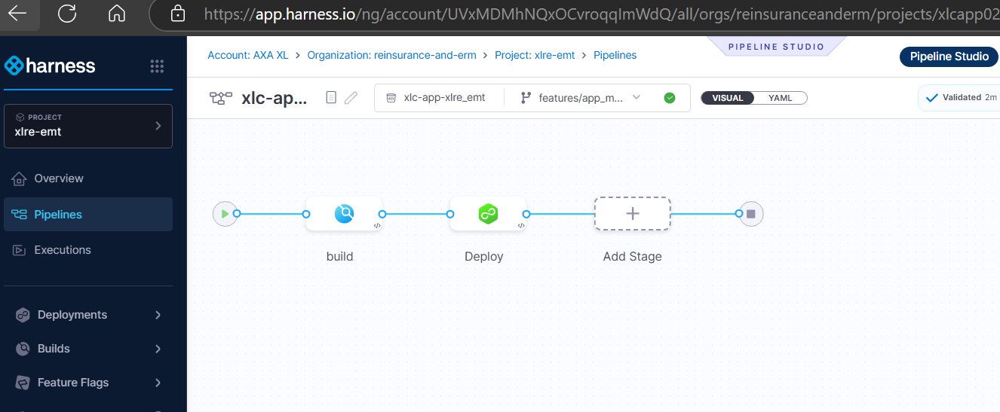 https://app.harness.io/ng/account/UVxMDMhNQxOCvroqqImWdQ/all/orgs/reinsuranceanderm/projects/xlcapp02
harness
Account: AXA XL > Organization: reinsurance-and-erm > Project: xlre-emt > Pipelines
PIPELINE STUDIO
Pipeline Studio
PROJECT
xlre-emt
xlc-ap...
xlc-app-xlre_emt
features/app_m...
VISUAL
YAML
Validated 2m
Overview
Pipelines
Executions
Deployments
Builds
Feature Flags
build
Deploy
Add Stage